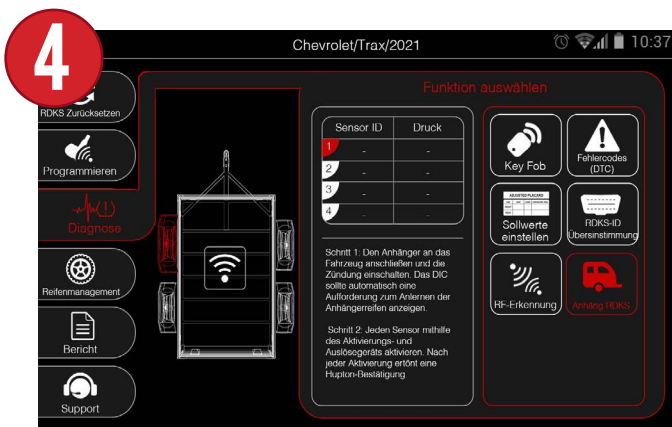 4
Chevrolet/Trax/2021
10:37
RDKS Zurücksetzen
Programmieren
Diagnose
Reifenmanagement
Bericht
Support
Funktion auswählen
Sensor ID Druck
1 - -
2 - -
3 - -
4 - -
Schritt 1: Den Anhänger an das
Fahrzeug anschließen und die
Zündung einschalten. Das DIC
sollte automatisch eine
Aufforderung zum Anlernen der
Anhängerreifen anzeigen.
Schritt 2: Jeden Sensor mithilfe
des Aktivierungs- und
Auslösegeräts aktivieren. Nach
jeder Aktivierung ertönt eine
Hupton-Bestätigung
Key Fob
Fehlercodes
(DTC)
ADJUSTED PLACARD
Sollwerte
einstellen
RDKS-ID
Übersinstimmung
RF-Erkennung
Anhäng RDKS